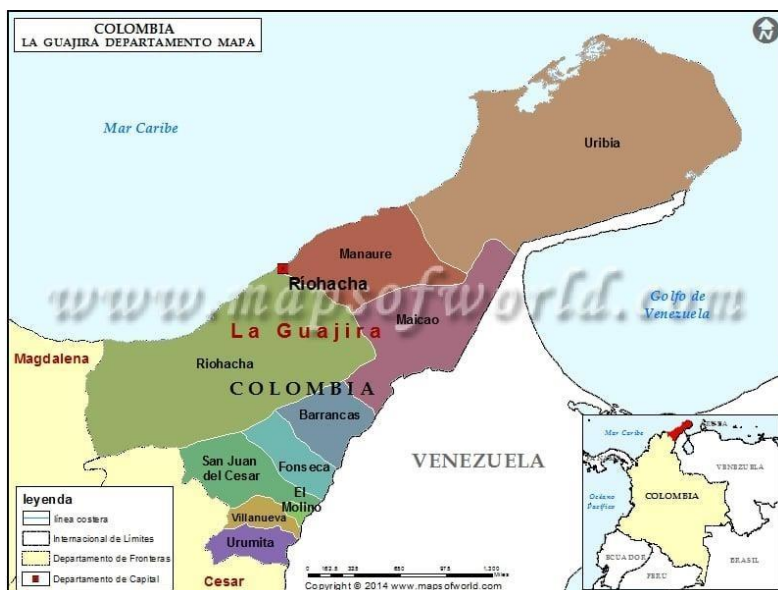 COLOMBIA
LA GUAJIRA DEPARTAMENTO MAPA
N
Mar Caribe
Uribia
Manaure
Riohacha
www.mapsofworld.com
Golfo de
Venezuela
La Guajira
Maicao
Magdalena
Riohacha
COLOMBIA
Barrancas
VENEZUELA
San Juan
del Cesar
Fonseca
El
Molino
Villanueva
Urumita
Cesar
leyenda
línea costera
Internacional de Límites
Departamento de Fronteras
Departamento de Capital
Miles
Copyright © 2014 www.mapsofworld.com
Mar Caribe
VENEZUELA
COLOMBIA
Océano
Pacífico
ECUADOR
PERU
BRASIL